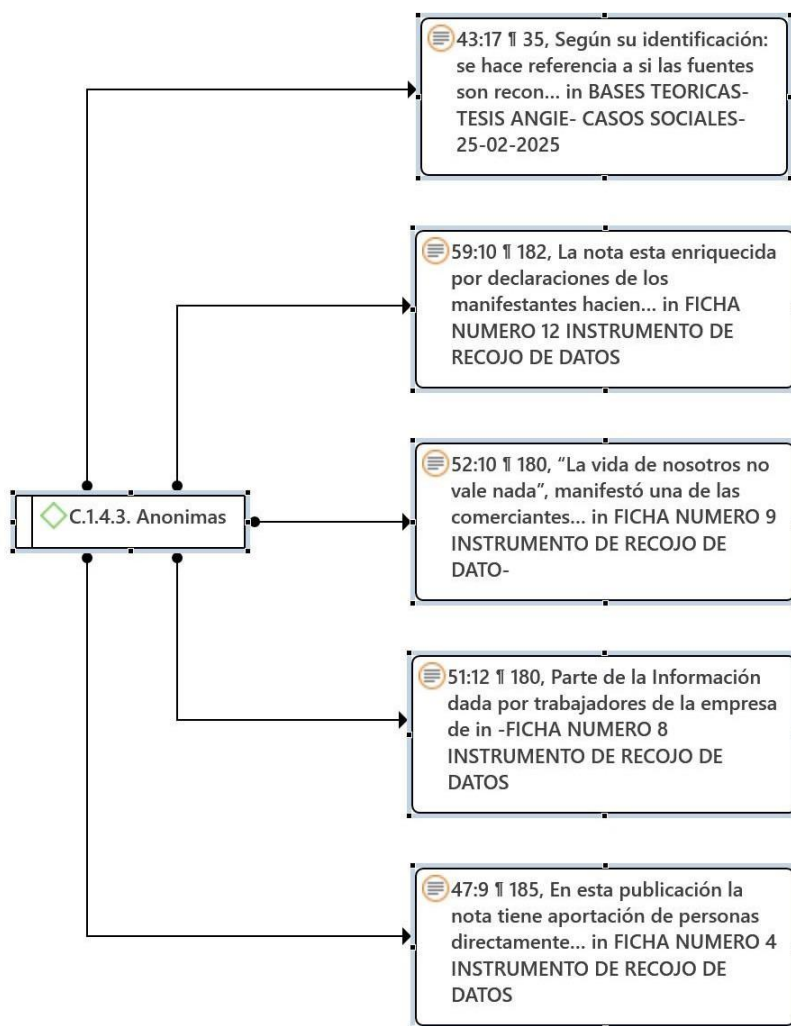 43:17 ¶ 35, Según su identificación:
se hace referencia a si las fuentes
son recon... in BASES TEORICAS-
TESIS ANGIE- CASOS SOCIALES-
25-02-2025
59:10 ¶ 182, La nota esta enriquecida
por declaraciones de los
manifestantes hacien... in FICHA
NUMERO 12 INSTRUMENTO DE
RECOJO DE DATOS
C.1.4.3. Anonimas
52:10 ¶ 180, “La vida de nosotros no
vale nada”, manifestó una de las
comerciantes... in FICHA NUMERO 9
INSTRUMENTO DE RECOJO DE
DATO-
51:12 ¶ 180, Parte de la Información
dada por trabajadores de la empresa
de in -FICHA NUMERO 8
INSTRUMENTO DE RECOJO DE
DATOS
47:9 ¶ 185, En esta publicación la
nota tiene aportación de personas
directamente... in FICHA NUMERO 4
INSTRUMENTO DE RECOJO DE
DATOS